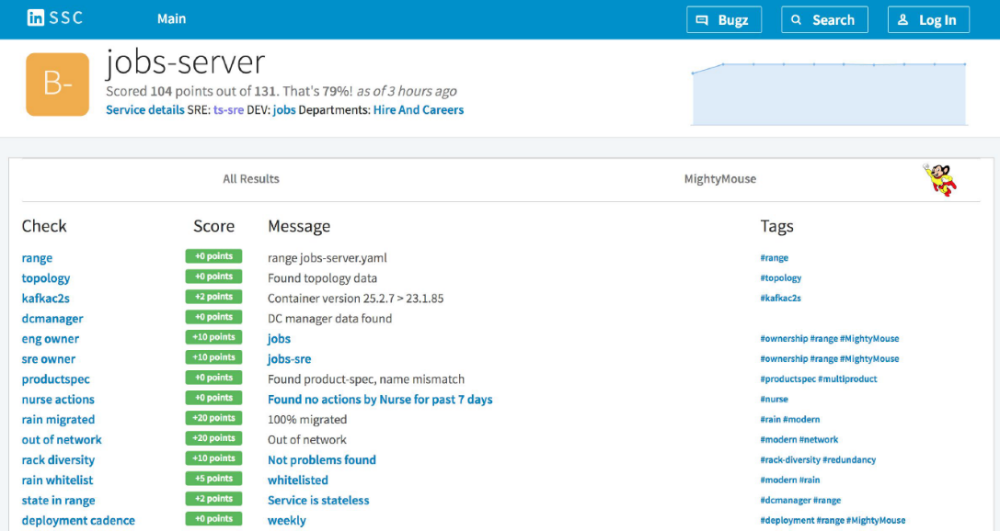 in SSC Main Bugz Search Log In
B-
jobs-server
Scored 104 points out of 131. That's 79%! as of 3 hours ago
Service details SRE: ts-sre DEV: jobs Departments: Hire And Careers
All Results MightyMouse
Check Score Message Tags
range +0 points range jobs-server.yaml #range
topology +0 points Found topology data #topology
kafkac2s +2 points Container version 25.2.7 > 23.1.85 #kafkac2s
dcmanager +0 points DC manager data found
eng owner +10 points jobs #ownership #range #MightyMouse
sre owner +10 points jobs-sre #ownership #range #MightyMouse
productspec +0 points Found product-spec, name mismatch #productspec #multiproduct
nurse actions +0 points Found no actions by Nurse for past 7 days #nurse
rain migrated +20 points 100% migrated #rain #modern
out of network +20 points Out of network #modern #network
rack diversity +10 points Not problems found #rack-diversity #redundancy
rain whitelist +5 points whitelisted #modern #rain
state in range +2 points Service is stateless #dcmanager #range
deployment cadence +0 points weekly #deployment #range #MightyMouse